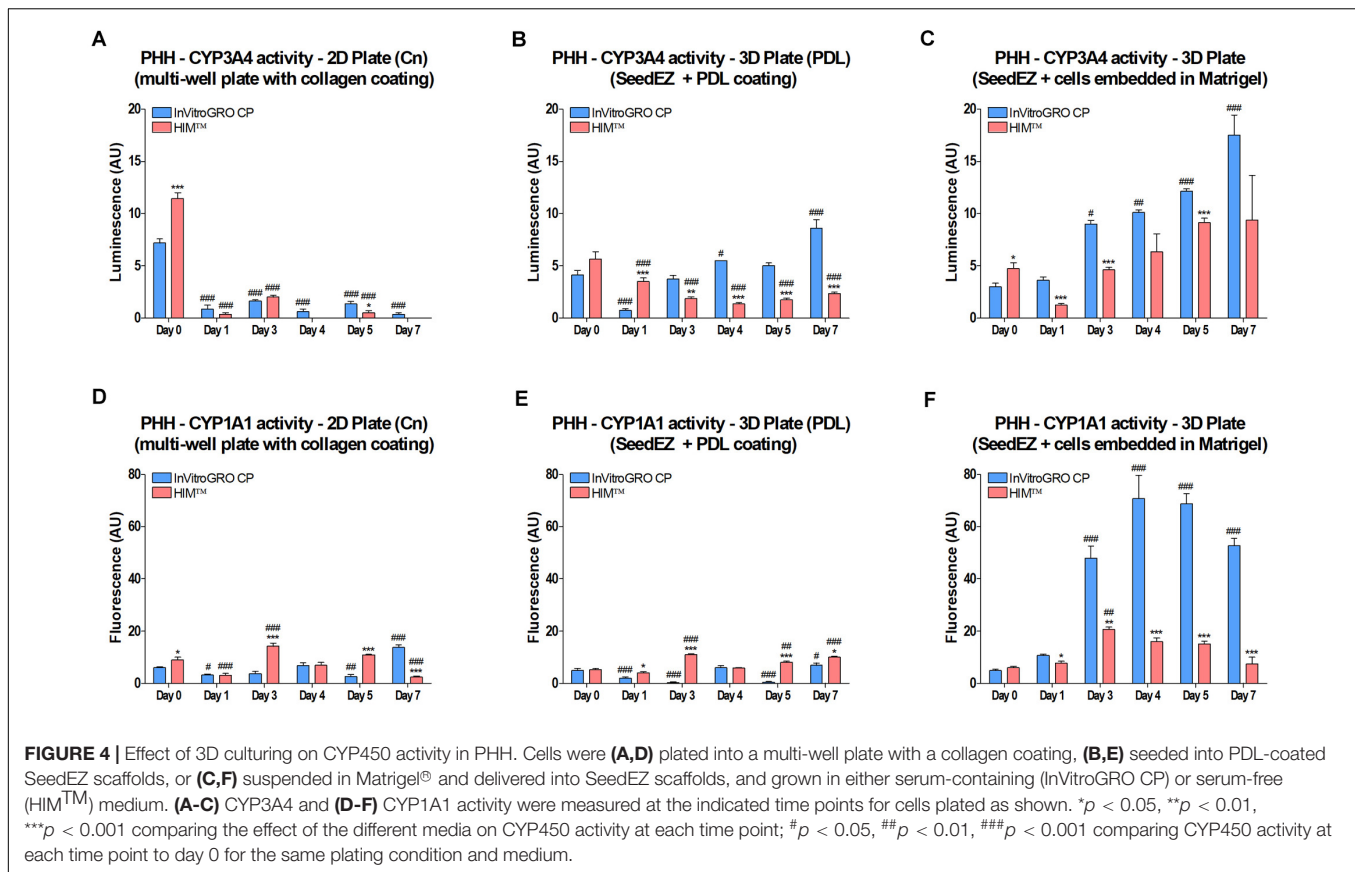 A
PHH - CYP3A4 activity - 2D Plate (Cn)
(multi-well plate with collagen coating)
InVitroGRO CP
HIM™
Luminescence (AU)
20
15
10
5
0
***
### ###
### ###
###
### ### *
###
Day 0 Day 1 Day 3 Day 4 Day 5 Day 7
B
PHH - CYP3A4 activity - 3D Plate (PDL)
(SeedEZ + PDL coating)
InVitroGRO CP
HIM™
Luminescence (AU)
20
15
10
5
0
### ### ***
### **
# ### ***
### ***
### ### ***
Day 0 Day 1 Day 3 Day 4 Day 5 Day 7
C
PHH - CYP3A4 activity - 3D Plate
(SeedEZ + cells embedded in Matrigel)
InVitroGRO CP
HIM™
Luminescence (AU)
20
15
10
5
0
*
***
# ***
##
### ***
###
Day 0 Day 1 Day 3 Day 4 Day 5 Day 7
D
PHH - CYP1A1 activity - 2D Plate (Cn)
(multi-well plate with collagen coating)
InVitroGRO CP
HIM™
Fluorescence (AU)
80
60
40
20
0
*
# ###
### ***
## ***
### ### ***
Day 0 Day 1 Day 3 Day 4 Day 5 Day 7
E
PHH - CYP1A1 activity - 3D Plate (PDL)
(SeedEZ + PDL coating)
InVitroGRO CP
HIM™
Fluorescence (AU)
80
60
40
20
0
### *
### ### ***
### ## ***
# ### *
Day 0 Day 1 Day 3 Day 4 Day 5 Day 7
F
PHH - CYP1A1 activity - 3D Plate
(SeedEZ + cells embedded in Matrigel)
InVitroGRO CP
HIM™
Fluorescence (AU)
80
60
40
20
0
*
### ## **
### ***
### ***
### ***
Day 0 Day 1 Day 3 Day 4 Day 5 Day 7
FIGURE 4 | Effect of 3D culturing on CYP450 activity in PHH. Cells were (A,D) plated into a multi-well plate with a collagen coating, (B,E) seeded into PDL-coated
SeedEZ scaffolds, or (C,F) suspended in Matrigel® and delivered into SeedEZ scaffolds, and grown in either serum-containing (InVitroGRO CP) or serum-free
(HIM™) medium. (A-C) CYP3A4 and (D-F) CYP1A1 activity were measured at the indicated time points for cells plated as shown. *p < 0.05, **p < 0.01,
***p < 0.001 comparing the effect of the different media on CYP450 activity at each time point; #p < 0.05, ##p < 0.01, ###p < 0.001 comparing CYP450 activity at
each time point to day 0 for the same plating condition and medium.